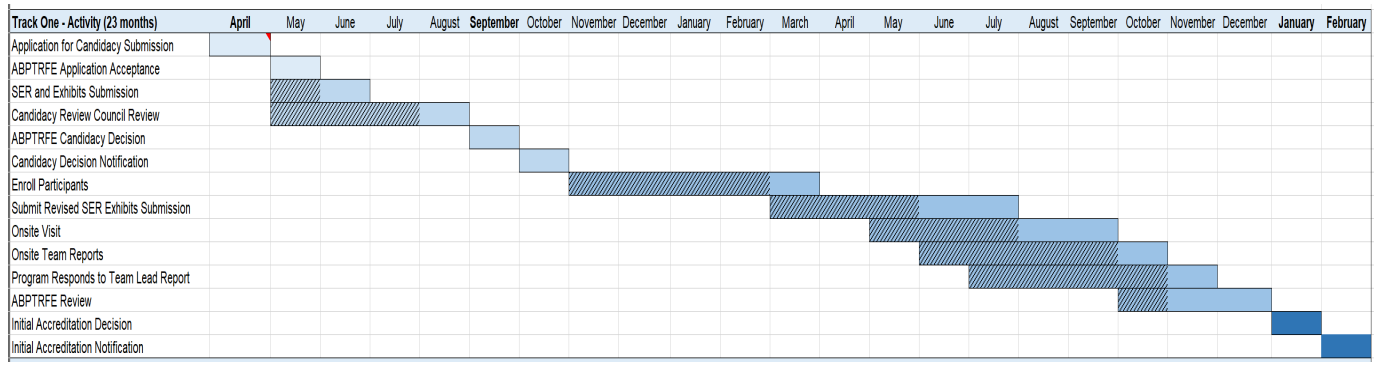 Track One - Activity (23 months) April May June July August September October November December January February March April May June July August September October November December January February
Application for Candidacy Submission
ABPTRFE Application Acceptance
SER and Exhibits Submission
Candidacy Review Council Review
ABPTRFE Candidacy Decision
Candidacy Decision Notification
Enroll Participants
Submit Revised SER Exhibits Submission
Onsite Visit
Onsite Team Reports
Program Responds to Team Lead Report
ABPTRFE Review
Initial Accreditation Decision
Initial Accreditation Notification